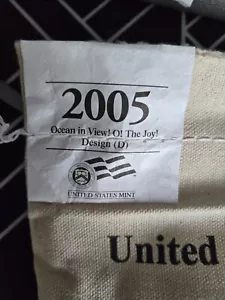 2005
Ocean in View! O! The Joy!
Design (D)
UNITED STATES MINT
United